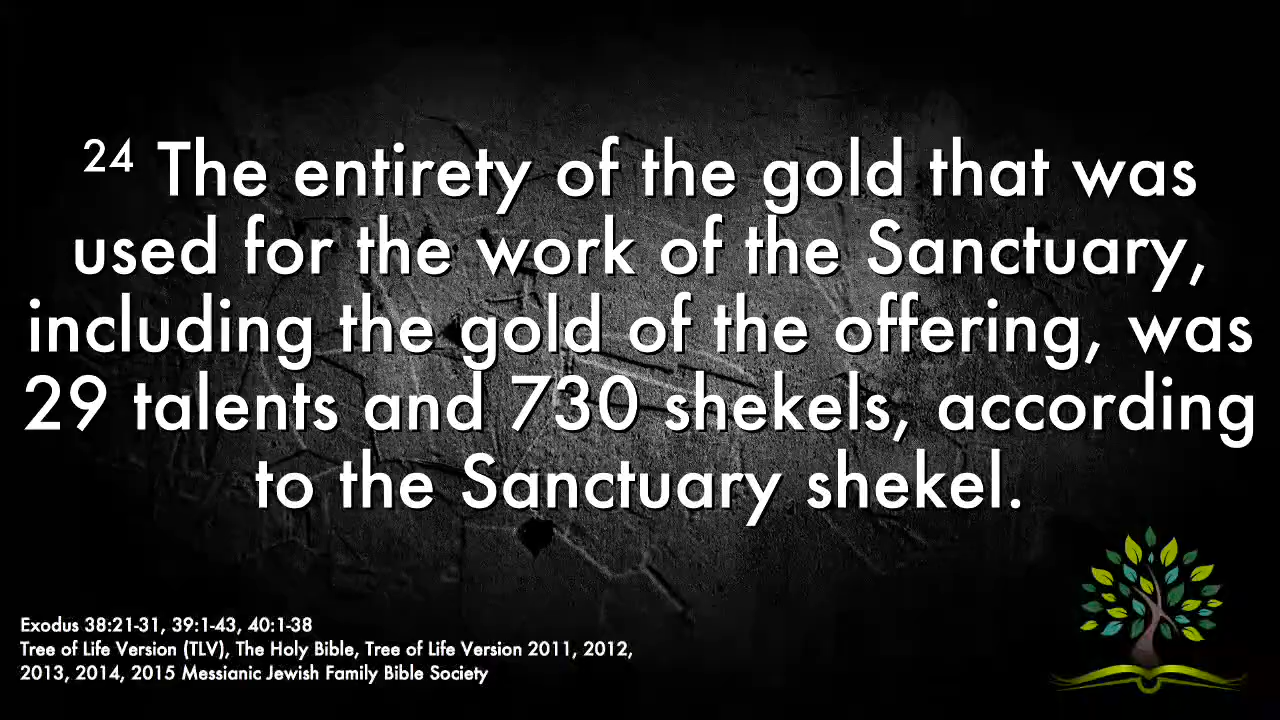 24 The entirety of the gold that was
used for the work of the Sanctuary,
including the gold of the offering, was
29 talents and 730 shekels, according
to the Sanctuary shekel.
Exodus 38:21-31, 39:1-43, 40:1-38
Tree of Life Version (TLV), The Holy Bible, Tree of Life Version 2011, 2012,
2013, 2014, 2015 Messianic Jewish Family Bible Society